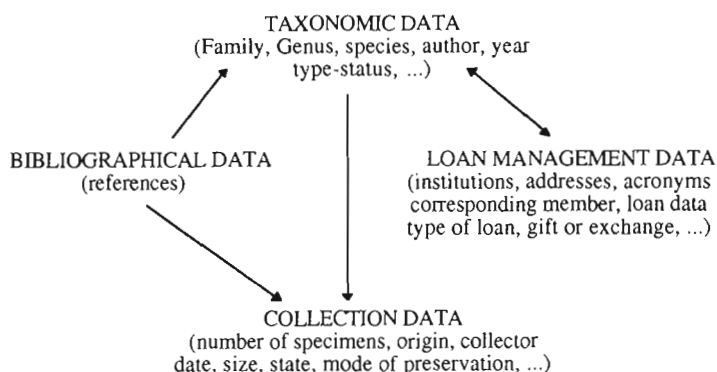 TAXONOMIC DATA
(Family, Genus, species, author, year
type-status, ...)
BIBLIOGRAPHICAL DATA
(references)
LOAN MANAGEMENT DATA
(institutions, addresses, acronyms
corresponding member, loan data
type of loan, gift or exchange, ...)
COLLECTION DATA
(number of specimens, origin, collector
date, size, state, mode of preservation, ...)